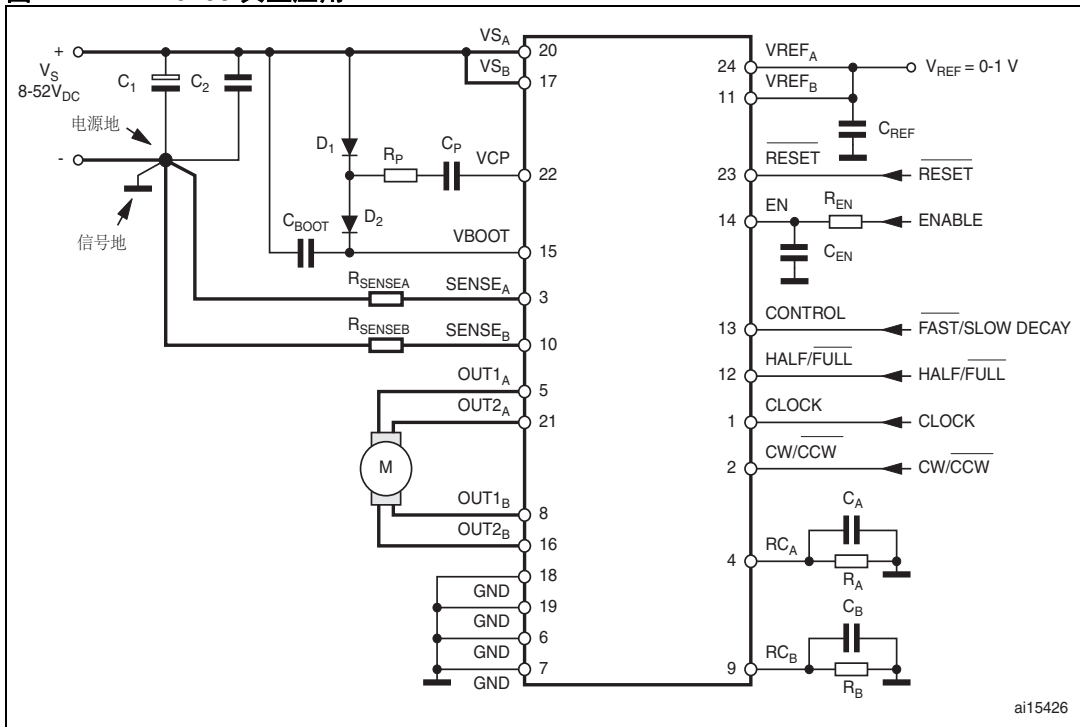 VS_A
20
VS_B
17
+
V_S
8-52V_DC
-
C_1
C_2
电源地
信号地
D_1
R_P
C_P
VCP
22
D_2
C_BOOT
VBOOT
15
R_SENSEA
SENSE_A
3
R_SENSEB
SENSE_B
10
OUT1_A
5
OUT2_A
21
M
OUT1_B
8
OUT2_B
16
18
GND
19
GND
6
GND
7
GND
24
VREF_A
V_REF = 0-1 V
11
VREF_B
C_REF
23
RESET
RESET
14
EN
R_EN
ENABLE
C_EN
13
CONTROL
FAST/SLOW DECAY
12
HALF/FULL
HALF/FULL
1
CLOCK
CLOCK
2
CW/CCW
CW/CCW
C_A
4
RC_A
R_A
C_B
9
RC_B
R_B
ai15426